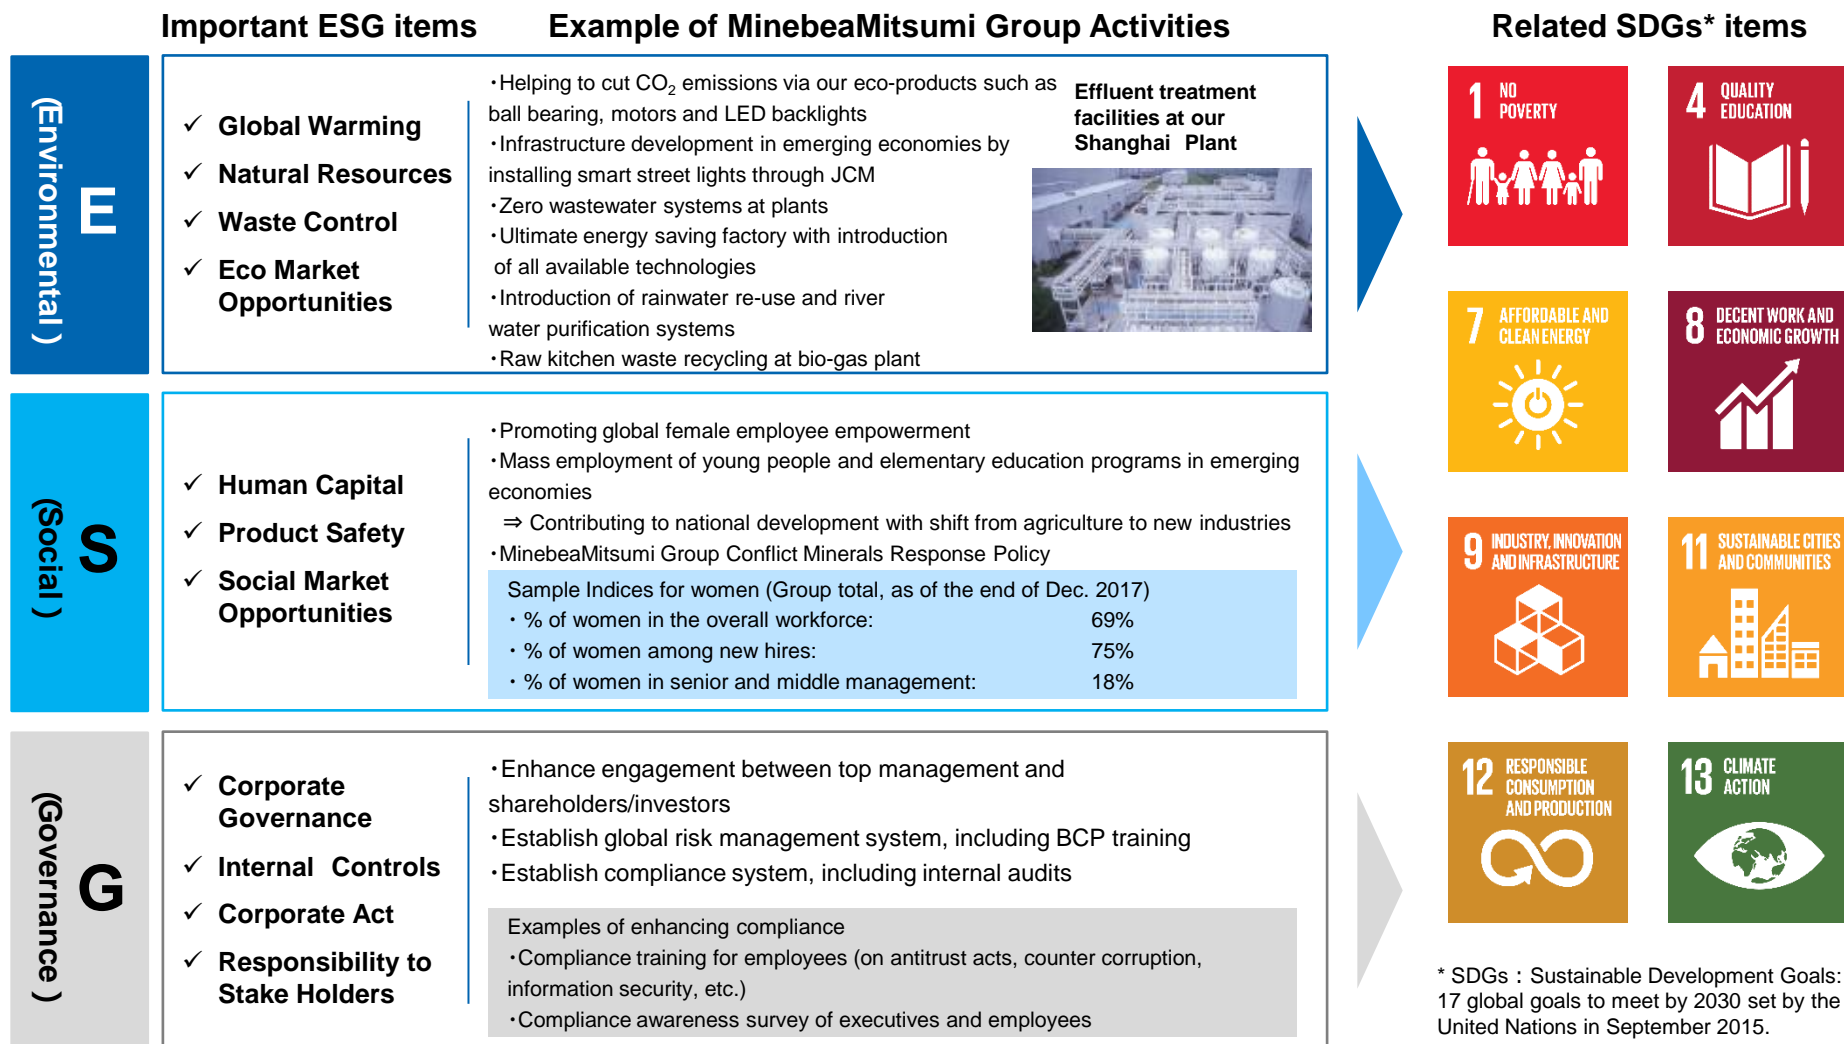 Important ESG items
Example of MinebeaMitsumi Group Activities
Related SDGs* items
E
(Environmental)
✓ Global Warming
✓ Natural Resources
✓ Waste Control
✓ Eco Market
Opportunities
・Helping to cut CO₂ emissions via our eco-products such as
ball bearing, motors and LED backlights
・Infrastructure development in emerging economies by
installing smart street lights through JCM
・Zero wastewater systems at plants
・Ultimate energy saving factory with introduction
of all available technologies
・Introduction of rainwater re-use and river
water purification systems
・Raw kitchen waste recycling at bio-gas plant
Effluent treatment
facilities at our
Shanghai Plant
S
(Social)
✓ Human Capital
✓ Product Safety
✓ Social Market
Opportunities
・Promoting global female employee empowerment
・Mass employment of young people and elementary education programs in emerging
economies
⇒ Contributing to national development with shift from agriculture to new industries
・MinebeaMitsumi Group Conflict Minerals Response Policy
Sample Indices for women (Group total, as of the end of Dec. 2017)
・% of women in the overall workforce: 69%
・% of women among new hires: 75%
・% of women in senior and middle management: 18%
G
(Governance)
✓ Corporate
Governance
✓ Internal Controls
✓ Corporate Act
✓ Responsibility to
Stake Holders
・Enhance engagement between top management and
shareholders/investors
・Establish global risk management system, including BCP training
・Establish compliance system, including internal audits
Examples of enhancing compliance
・Compliance training for employees (on antitrust acts, counter corruption,
information security, etc.)
・Compliance awareness survey of executives and employees
1 NO
POVERTY
4 QUALITY
EDUCATION
7 AFFORDABLE AND
CLEAN ENERGY
8 DECENT WORK AND
ECONOMIC GROWTH
9 INDUSTRY, INNOVATION
AND INFRASTRUCTURE
11 SUSTAINABLE CITIES
AND COMMUNITIES
12 RESPONSIBLE
CONSUMPTION
AND PRODUCTION
13 CLIMATE
ACTION
* SDGs：Sustainable Development Goals:
17 global goals to meet by 2030 set by the
United Nations in September 2015.